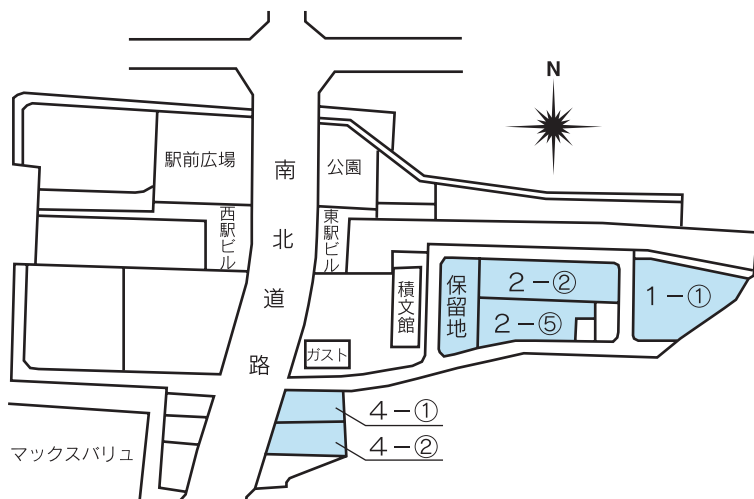 N
駅前広場
公園
南北道路
西駅ビル
東駅ビル
積文館
ガスト
保留地
2-②
2-⑤
1-①
4-①
4-②
マックスバリュ